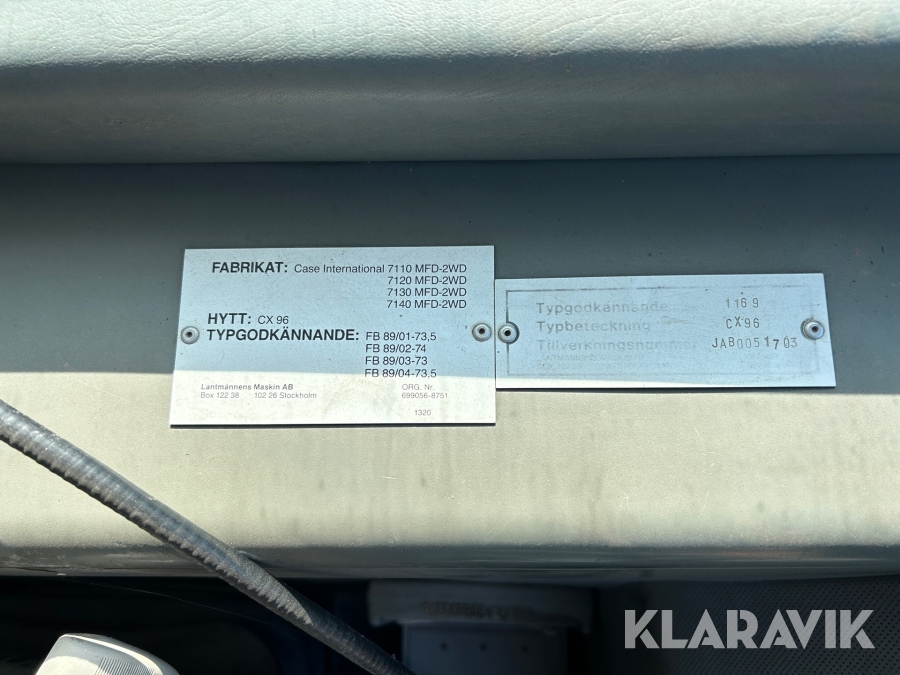 FABRIKAT: Case International 7110 MFD-2WD
7120 MFD-2WD
7130 MFD-2WD
7140 MFD-2WD
HYTT: CX 96
TYPGODKÄNNANDE: FB 89/01-73,5
FB 89/02-74
FB 89/03-73
FB 89/04-73,5
Lantmännens Maskin AB
Box 122 38 102 26 Stockholm
ORG. Nr.
699056-8751
1320
Typgodkännande 1169
Typbeteckning CX96
Tillverkningsnummer JAB0051703
KLARAVIK